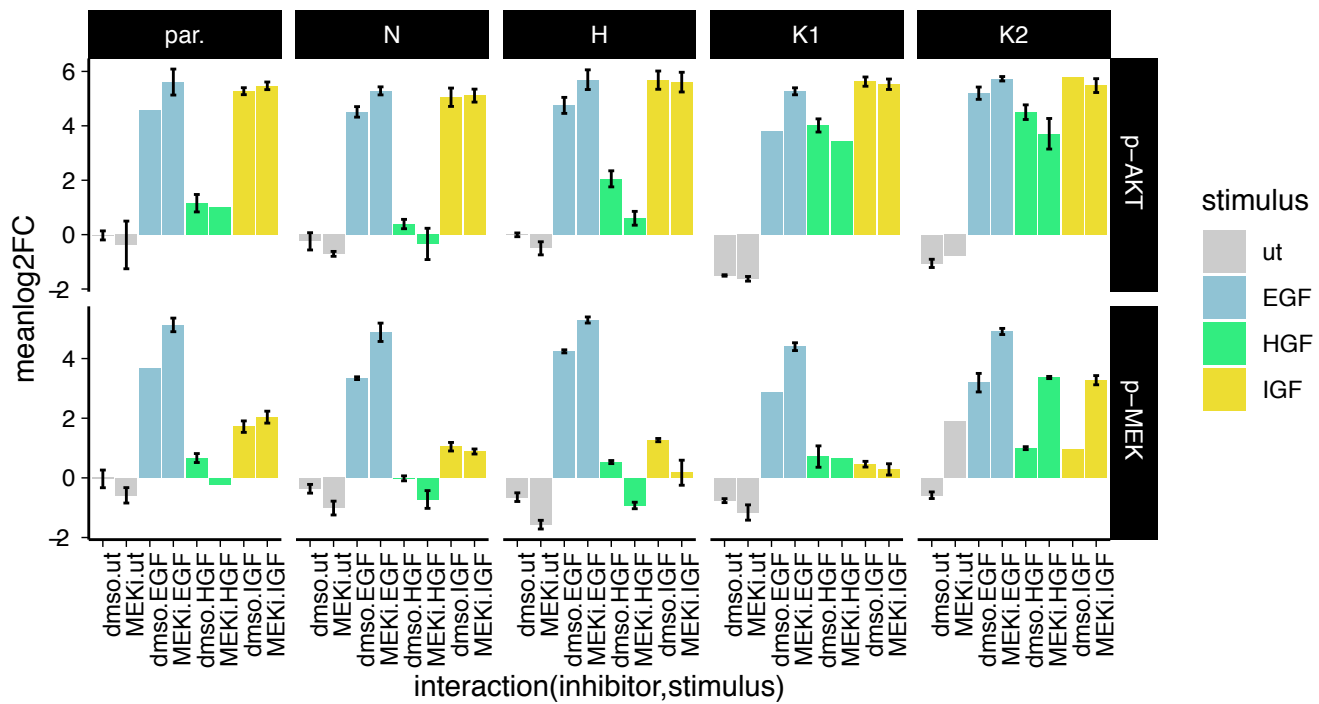 par. N H K1 K2
6
4
2
0
−2
p−AKT
4
2
0
−2
p−MEK
meanlog2FC
dmso.ut MEKi.ut dmso.EGF MEKi.EGF dmso.HGF MEKi.HGF dmso.IGF MEKi.IGF
dmso.ut MEKi.ut dmso.EGF MEKi.EGF dmso.HGF MEKi.HGF dmso.IGF MEKi.IGF
dmso.ut MEKi.ut dmso.EGF MEKi.EGF dmso.HGF MEKi.HGF dmso.IGF MEKi.IGF
dmso.ut MEKi.ut dmso.EGF MEKi.EGF dmso.HGF MEKi.HGF dmso.IGF MEKi.IGF
dmso.ut MEKi.ut dmso.EGF MEKi.EGF dmso.HGF MEKi.HGF dmso.IGF MEKi.IGF
interaction(inhibitor,stimulus)
stimulus
ut
EGF
HGF
IGF